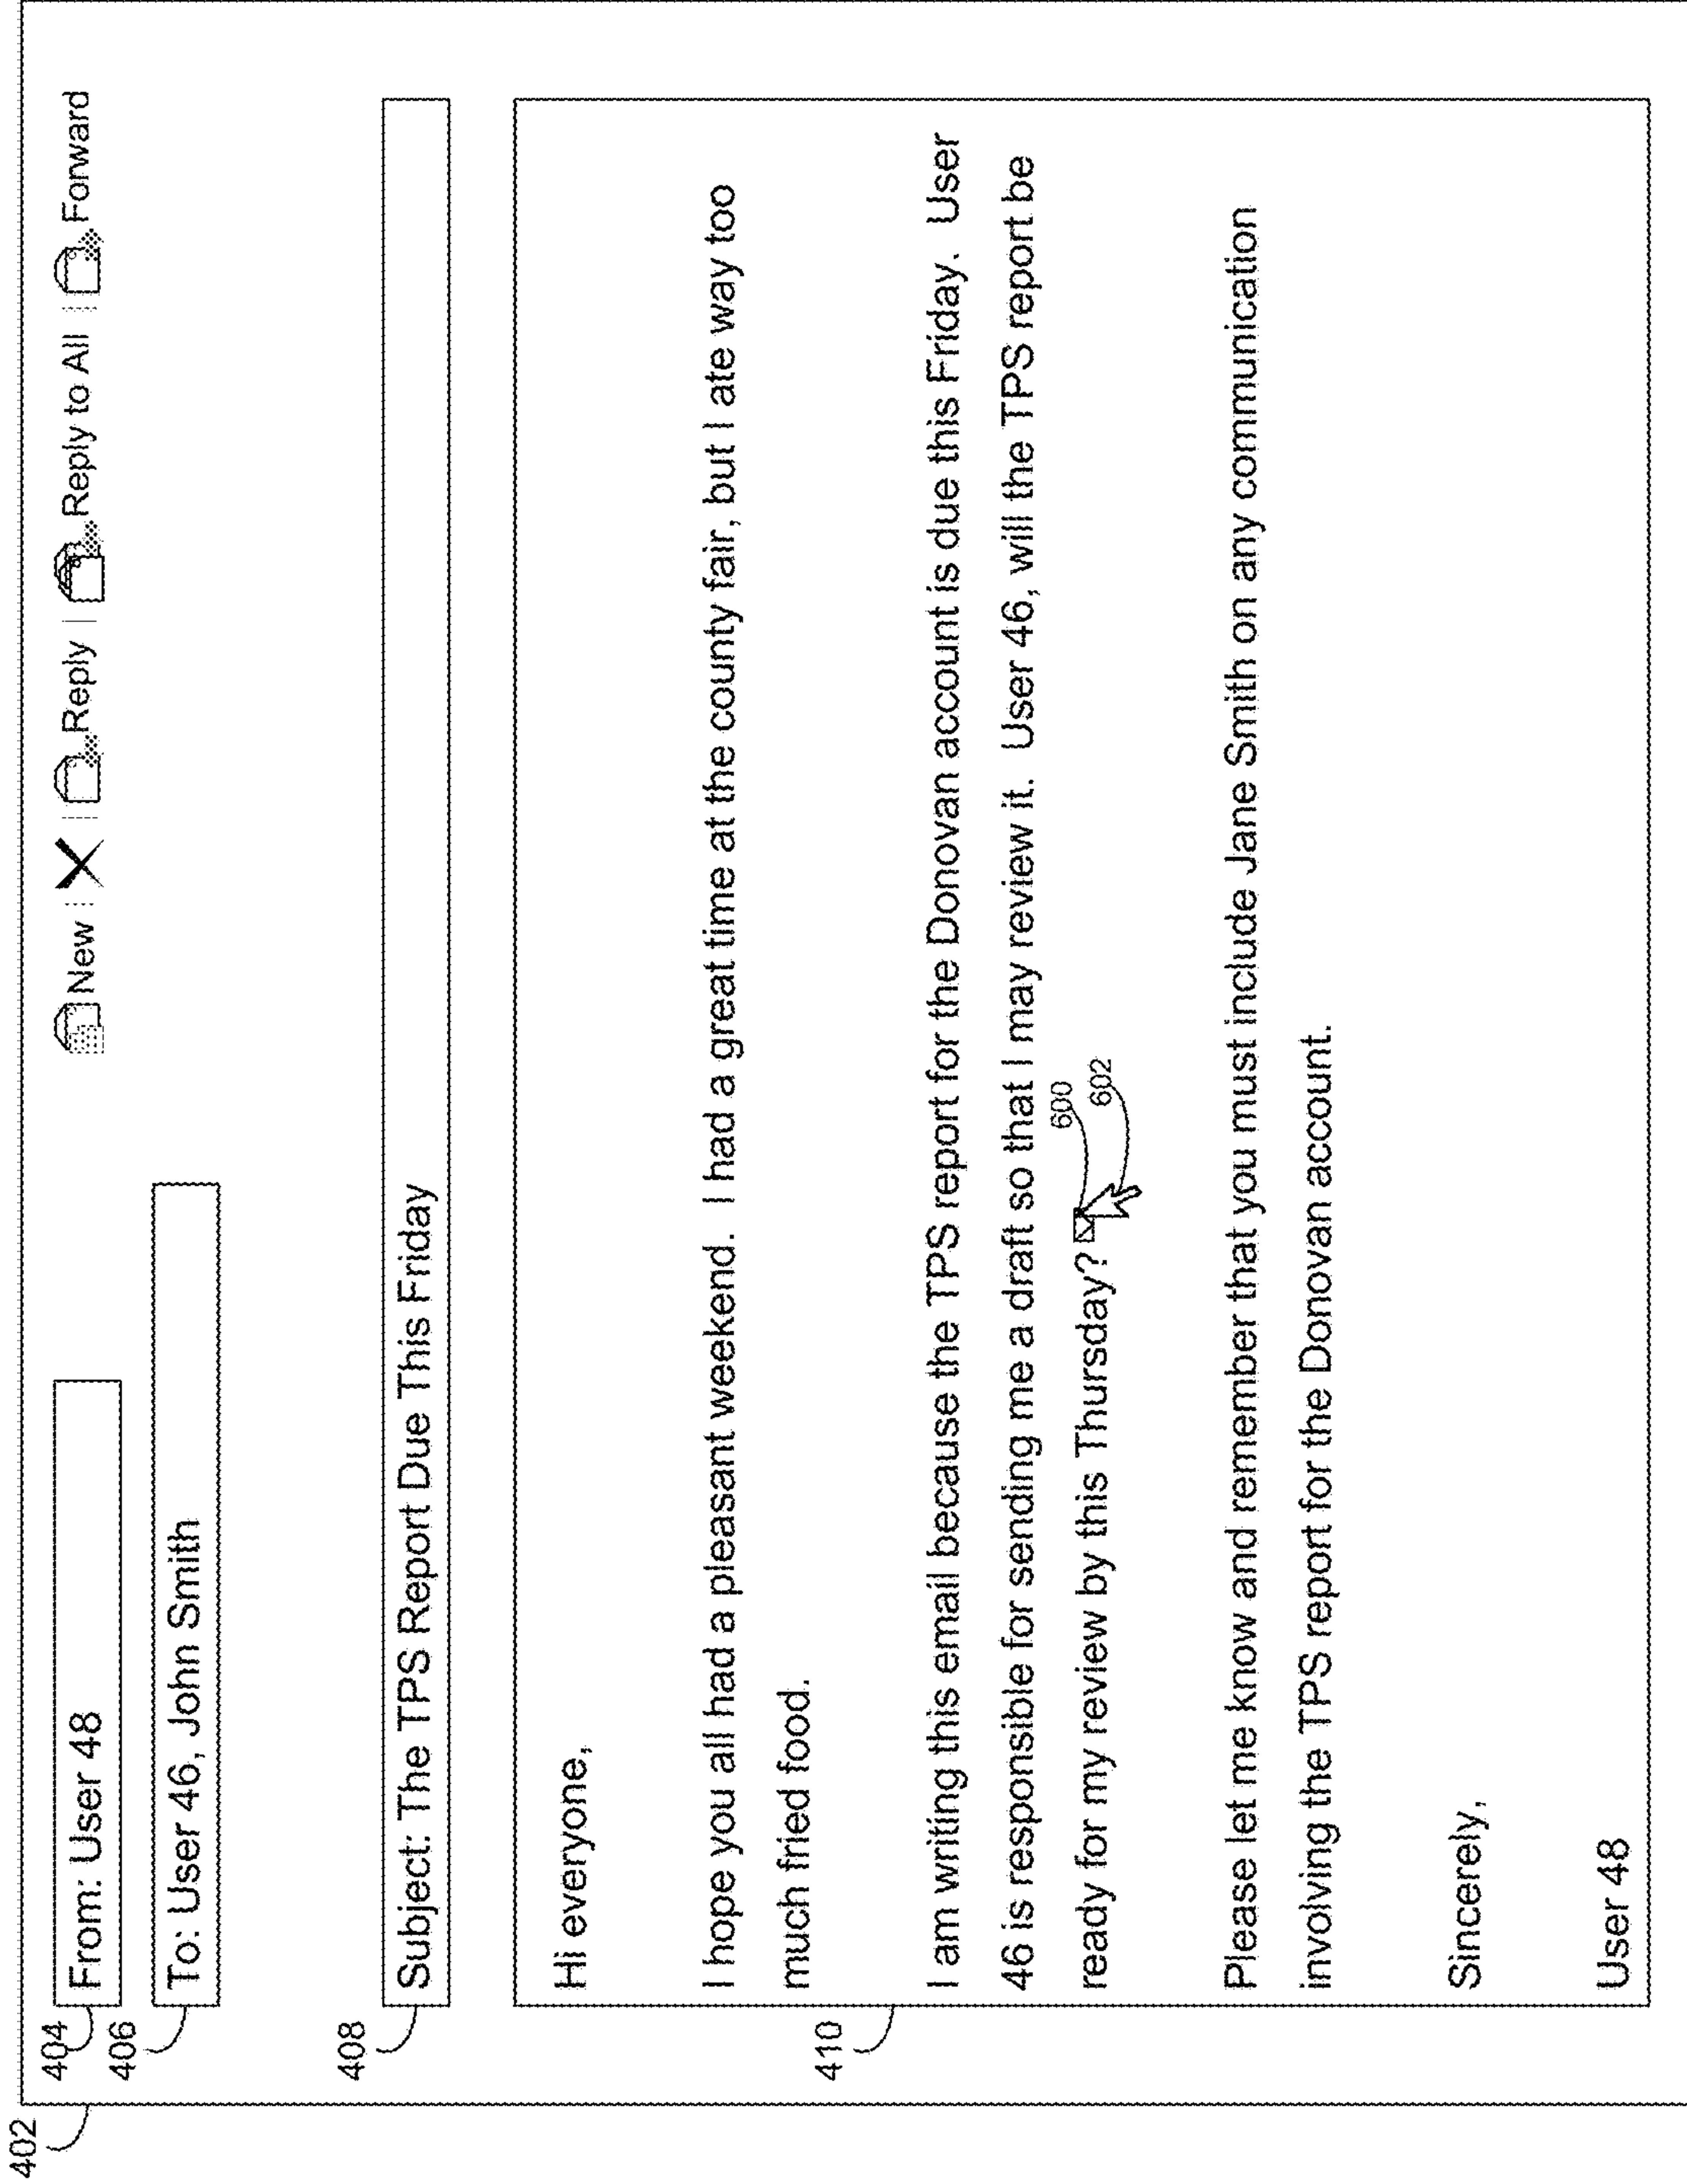 402
404
From: User 48
New | | Reply | Reply to All | Forward
406
To: User 46, John Smith
408
Subject: The TPS Report Due This Friday
410
Hi everyone,
I hope you all had a pleasant weekend. I had a great time at the county fair, but I ate way too
much fried food.
I am writing this email because the TPS report for the Donovan account is due this Friday. User
46 is responsible for sending me a draft so that I may review it. User 46, will the TPS report be
ready for my review by this Thursday?
600
602
Please let me know and remember that you must include Jane Smith on any communication
involving the TPS report for the Donovan account.
Sincerely,
User 48